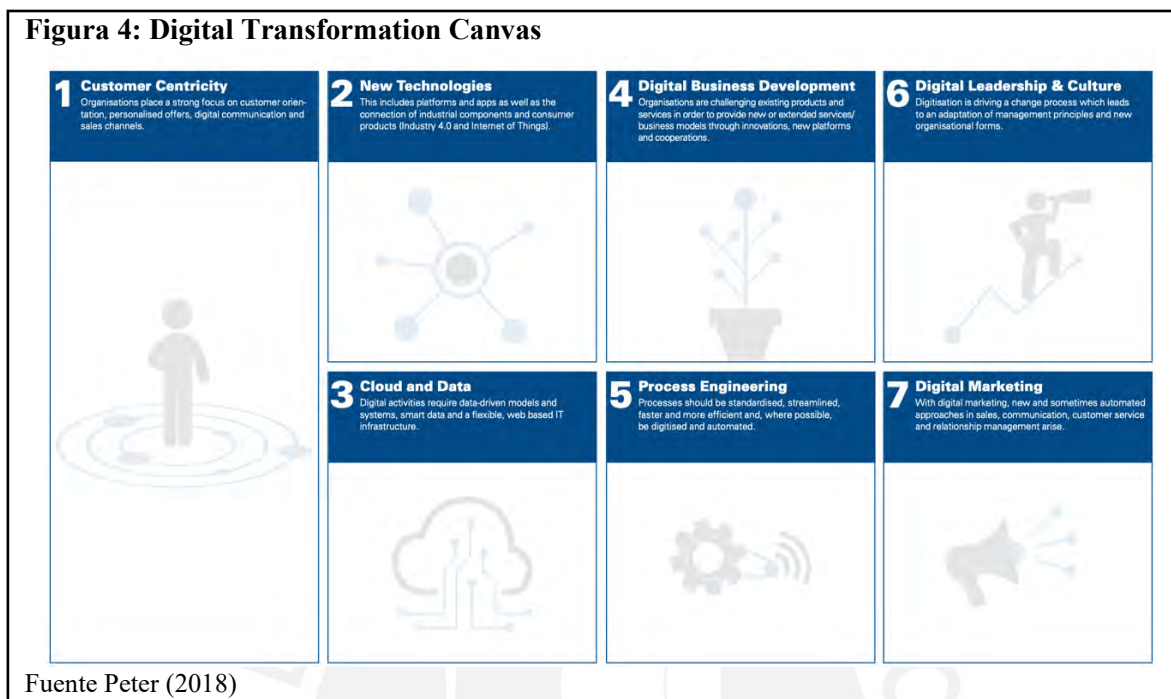 Figura 4: Digital Transformation Canvas
1 Customer Centricity
Organisations place a strong focus on customer orien-
tation, personalised offers, digital communication and
sales channels.
2 New Technologies
This includes platforms and apps as well as the
connection of industrial components and consumer
products (Industry 4.0 and Internet of Things).
3 Cloud and Data
Digital activities require data-driven models and
systems, smart data and a flexible, web based IT
infrastructure.
4 Digital Business Development
Organisations are challenging existing products and
services in order to provide new or extended services/
business models through innovations, new platforms
and cooperations.
5 Process Engineering
Processes should be standardised, streamlined,
faster and more efficient and, where possible,
be digitised and automated.
6 Digital Leadership & Culture
Digitisation is driving a change process which leads
to an adaptation of management principles and new
organisational forms.
7 Digital Marketing
With digital marketing, new and sometimes automated
approaches in sales, communication, customer service
and relationship management arise.
Fuente Peter (2018)